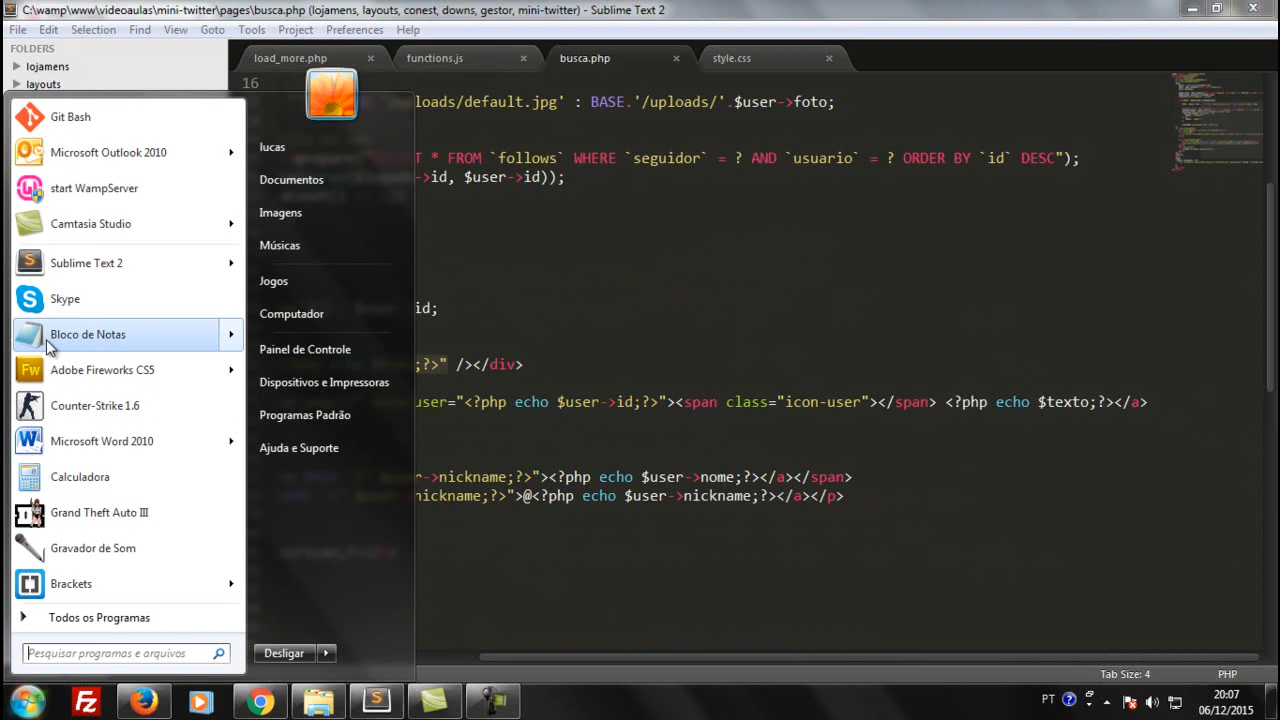 C:\wamp\www\videoaulas\mini-twitter\pages\busca.php (lojamens, layouts, conest, downs, gestor, mini-twitter) - Sublime Text 2
File Edit Selection Find View Goto Tools Project Preferences Help
FOLDERS
lojamens
layouts
load_more.php × functions.js × busca.php × style.css ×
16
loads/default.jpg' : BASE.'/uploads/'.$user->foto;
T * FROM `follows` WHERE `seguidor` = ? AND `usuario` = ? ORDER BY `id` DESC");
->id, $user->id));
id;
;?>" /></div>
user="<?php echo $user->id;?>"><span class="icon-user"></span> <?php echo $texto;?></a>
->nickname;?>"><?php echo $user->nome;?></a></span>
nickname;?>">@<?php echo $user->nickname;?></a></p>
Git Bash
Microsoft Outlook 2010
start WampServer
Camtasia Studio
Sublime Text 2
Skype
Bloco de Notas
Adobe Fireworks CS5
Counter-Strike 1.6
Microsoft Word 2010
Calculadora
Grand Theft Auto III
Gravador de Som
Brackets
Todos os Programas
Pesquisar programas e arquivos
lucas
Documentos
Imagens
Músicas
Jogos
Computador
Painel de Controle
Dispositivos e Impressoras
Programas Padrão
Ajuda e Suporte
Desligar
Tab Size: 4 PHP
PT
20:07
06/12/2015